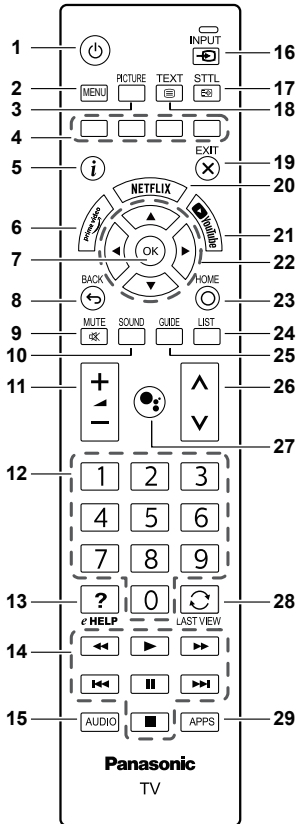 1
INPUT
16
2
MENU
PICTURE
TEXT
STTL
17
3
18
4
5
i
EXIT
19
NETFLIX
20
6
prime video
YouTube
21
7
OK
22
8
BACK
HOME
23
9
MUTE
SOUND
GUIDE
LIST
24
10
25
11
+
−
26
27
12
1 2 3
4 5 6
7 8 9
13
?
0
28
eHELP
LAST VIEW
14
15
AUDIO
APPS
29
Panasonic
TV